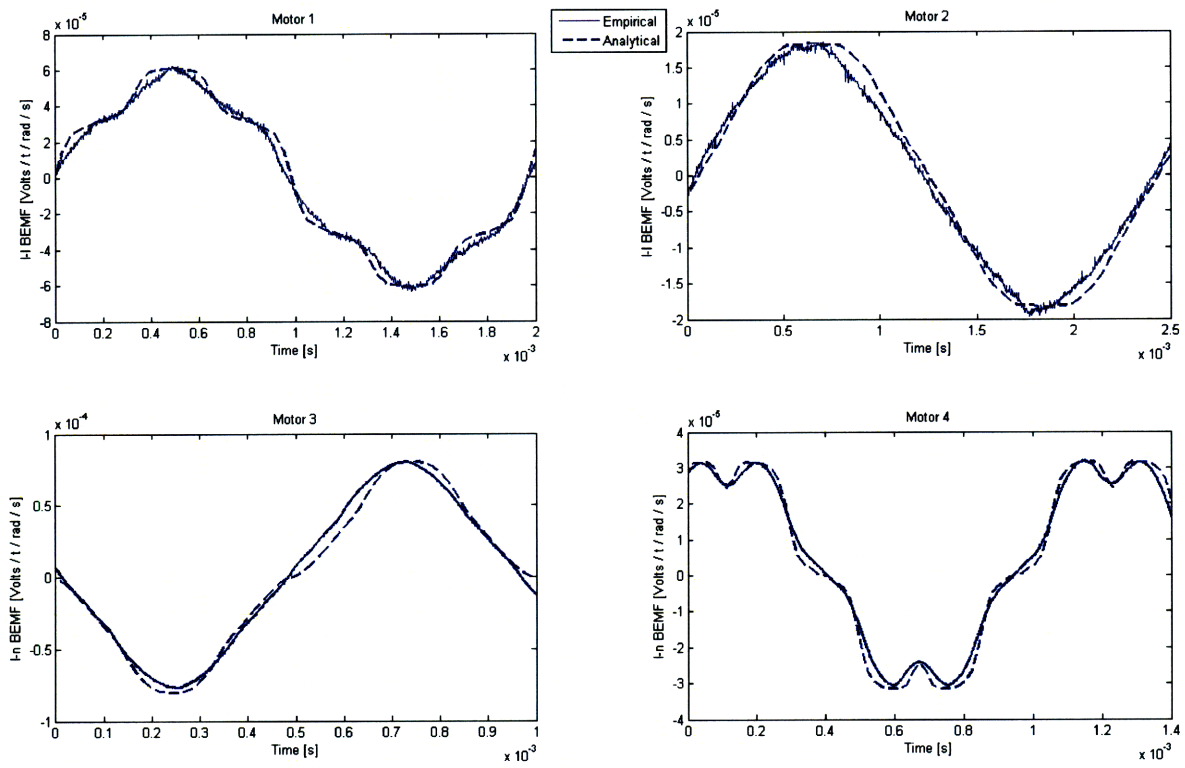 Motor 1
x 10⁻⁵
8
6
4
2
0
-2
-4
-6
-8
l-l BEMF [Volts / t / rad / s]
0 0.2 0.4 0.6 0.8 1 1.2 1.4 1.6 1.8 2
Time [s]
x 10⁻³
Empirical
Analytical
Motor 2
x 10⁻⁵
2
1.5
1
0.5
0
-0.5
-1
-1.5
-2
l-l BEMF [Volts / t / rad / s]
0 0.5 1 1.5 2 2.5
Time [s]
x 10⁻³
Motor 3
x 10⁻⁴
1
0.5
0
-0.5
-1
l-n BEMF [Volts / t / rad / s]
0 0.1 0.2 0.3 0.4 0.5 0.6 0.7 0.8 0.9 1
Time [s]
x 10⁻³
Motor 4
x 10⁻⁵
4
3
2
1
0
-1
-2
-3
-4
l-n BEMF [Volts / t / rad / s]
0 0.2 0.4 0.6 0.8 1 1.2 1.4
Time [s]
x 10⁻³